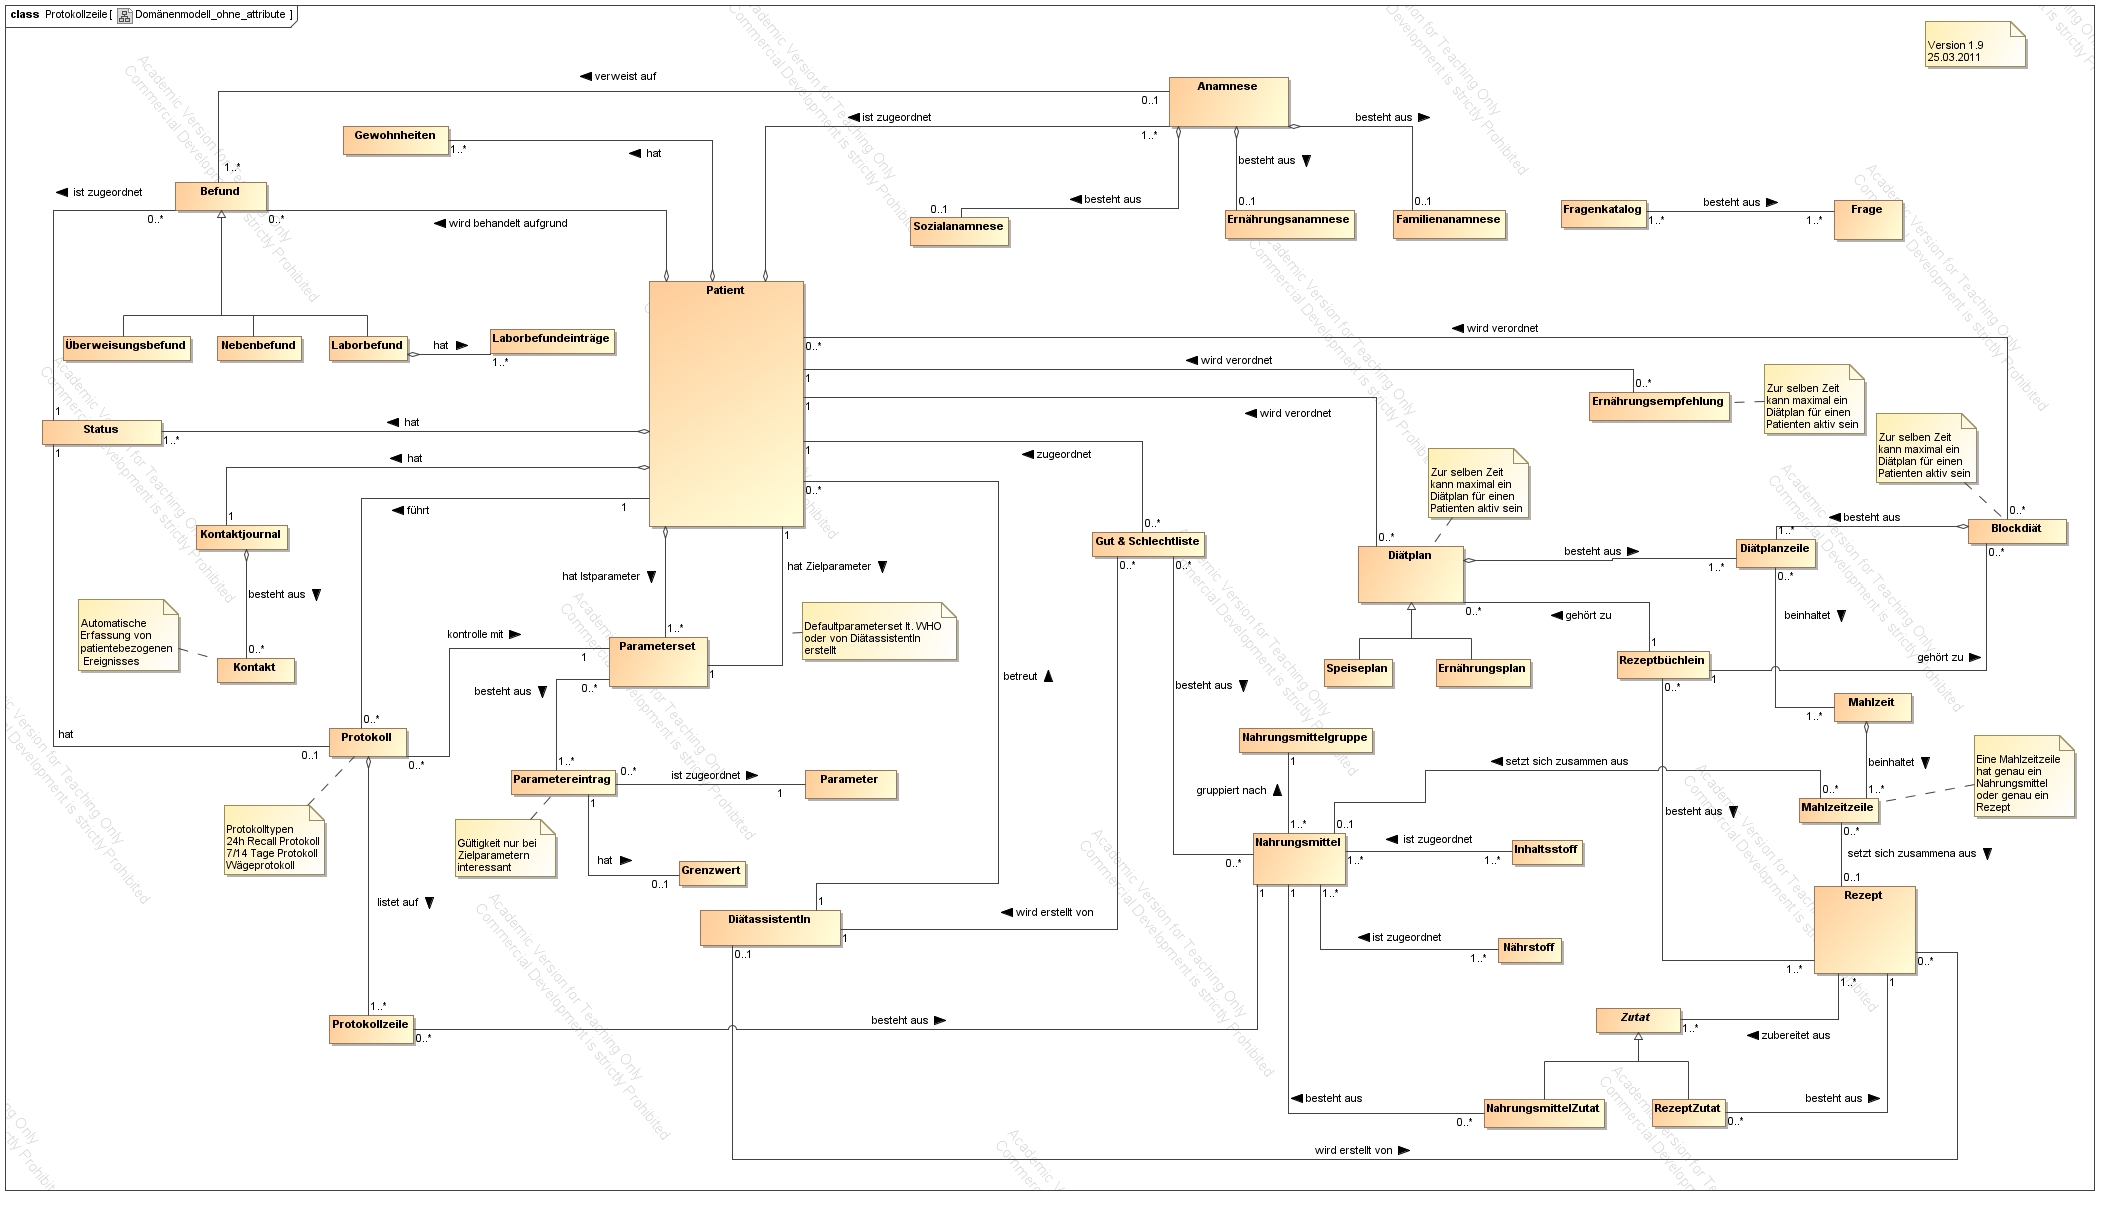 class Protokollzeile [ Domänenmodell_ohne_attribute ]
Version 1.9
25.03.2011
verweist auf
Anamnese
0..1
ist zugeordnet
1..*
besteht aus
Gewohnheiten
1..*
hat
besteht aus
1..*
Befund
ist zugeordnet
0..*
0..*
wird behandelt aufgrund
besteht aus
0..1
Sozialanamnese
0..1
Ernährungsanamnese
0..1
Familienanamnese
Fragenkatalog
1..*
besteht aus
1..*
Frage
Patient
Überweisungsbefund
Nebenbefund
Laborbefund
hat
Laborbefundeinträge
1..*
wird verordnet
0..*
wird verordnet
1
0..*
Ernährungsempfehlung
Zur selben Zeit
kann maximal ein
Diätplan für einen
Patienten aktiv sein
1
wird verordnet
1
Status
1..*
1
hat
Zur selben Zeit
kann maximal ein
Diätplan für einen
Patienten aktiv sein
hat
1
zugeordnet
Zur selben Zeit
kann maximal ein
Diätplan für einen
Patienten aktiv sein
0..*
1
führt
1
Kontaktjournal
1
0..*
Gut & Schlechtliste
0..*
0..*
0..*
Diätplan
besteht aus
1..*
besteht aus
1..*
Diätplanzeile
0..*
0..*
Blockdiät
0..*
hat Istparameter
hat Zielparameter
besteht aus
Automatische
Erfassung von
patientebezogenen
Ereignisses
0..*
Kontakt
kontrolle mit
1..*
1
Parameterset
1
0..*
Defaultparameterset lt. WHO
oder von DiätassistentIn
erstellt
0..*
gehört zu
beinhaltet
Speiseplan
Ernährungsplan
1
Rezeptbüchlein
0..*
1
gehört zu
betreut
besteht aus
besteht aus
1..*
Mahlzeit
0..*
hat
0..1
Protokoll
0..*
Nahrungsmittelgruppe
1
setzt sich zusammen aus
beinhaltet
Eine Mahlzeitzeile
hat genau ein
Nahrungsmittel
oder genau ein
Rezept
1..*
Parametereintrag
0..*
1
ist zugeordnet
1
Parameter
gruppiert nach
0..*
1..*
Mahlzeitzeile
0..*
besteht aus
Protokolltypen
24h Recall Protokoll
7/14 Tage Protokoll
Wägeprotokoll
Gültigkeit nur bei
Zielparametern
interessant
hat
0..1
Grenzwert
1..*
0..1
Nahrungsmittel
0..*
1..*
ist zugeordnet
1..*
Inhaltsstoff
setzt sich zusammena aus
0..1
Rezept
1
1
1..*
listet auf
1
DiätassistentIn
1
0..1
wird erstellt von
ist zugeordnet
1..*
Nährstoff
1..*
0..*
1..*
1
1..*
Protokollzeile
0..*
besteht aus
Zutat
1..*
zubereitet aus
besteht aus
0..*
NahrungsmittelZutat
RezeptZutat
0..*
besteht aus
wird erstellt von
Academic Version for Teaching Only
Commercial Development is strictly Prohibited